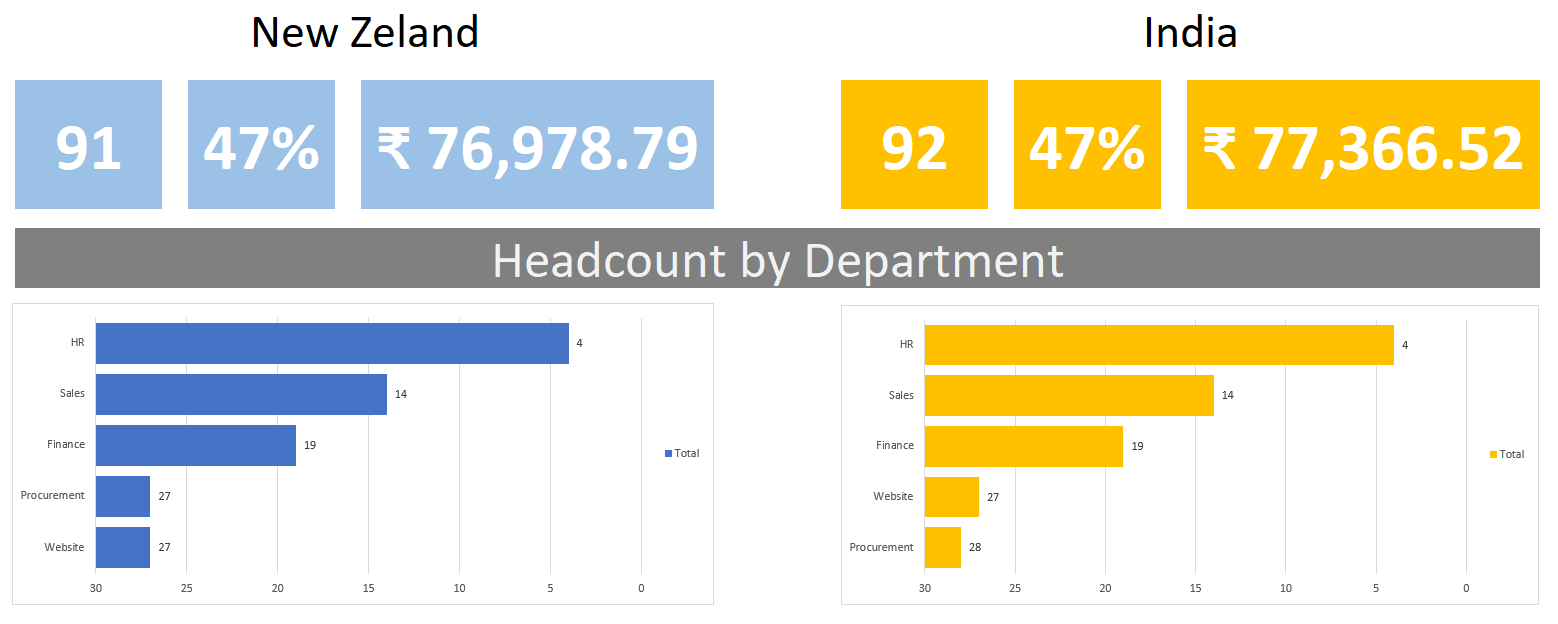 New Zeland
91
47%
₹ 76,978.79
India
92
47%
₹ 77,366.52
Headcount by Department
HR
4
Sales
14
Finance
19
Procurement
27
Website
27
Total
30 25 20 15 10 5 0
HR
4
Sales
14
Finance
19
Website
27
Procurement
28
Total
30 25 20 15 10 5 0